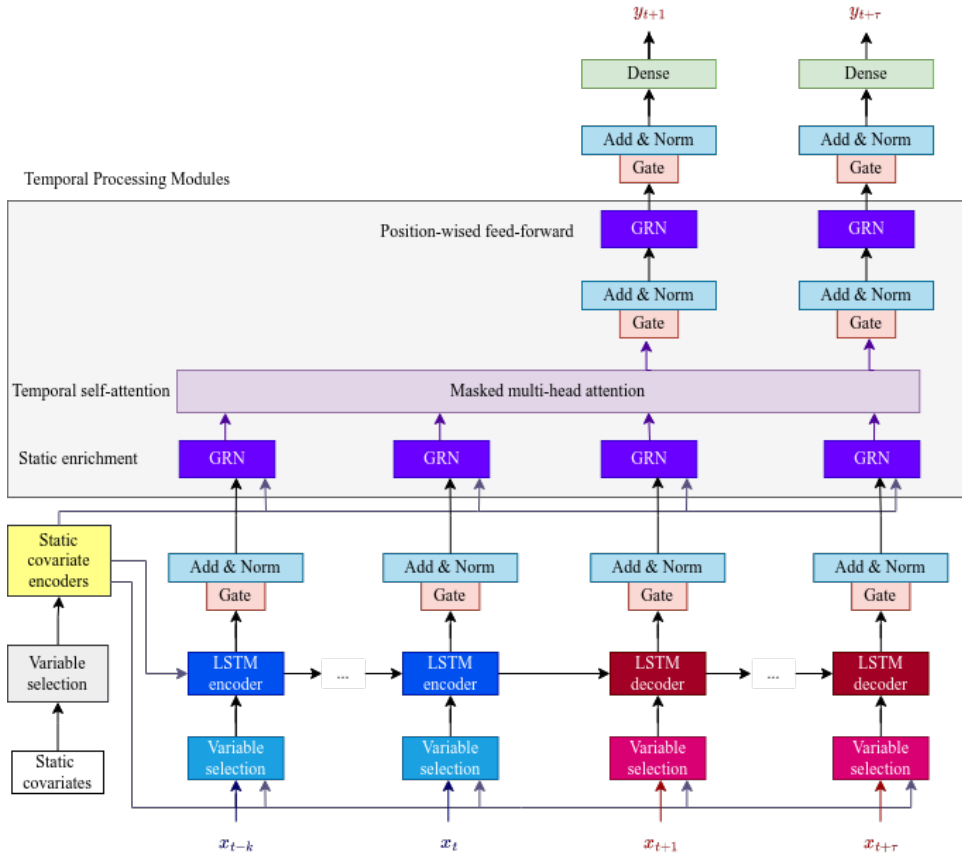 y_{t+1} y_{t+τ}
Dense Dense
Add & Norm Add & Norm
Gate Gate
Temporal Processing Modules
Position-wised feed-forward GRN GRN
Add & Norm Add & Norm
Gate Gate
Temporal self-attention Masked multi-head attention
Static enrichment GRN GRN GRN GRN
Static
covariate
encoders
Add & Norm Add & Norm Add & Norm Add & Norm
Gate Gate Gate Gate
Variable
selection
LSTM
encoder
...
LSTM
encoder
LSTM
decoder
...
LSTM
decoder
Static
covariates
Variable
selection
Variable
selection
Variable
selection
Variable
selection
x_{t-k} x_t x_{t+1} x_{t+τ}